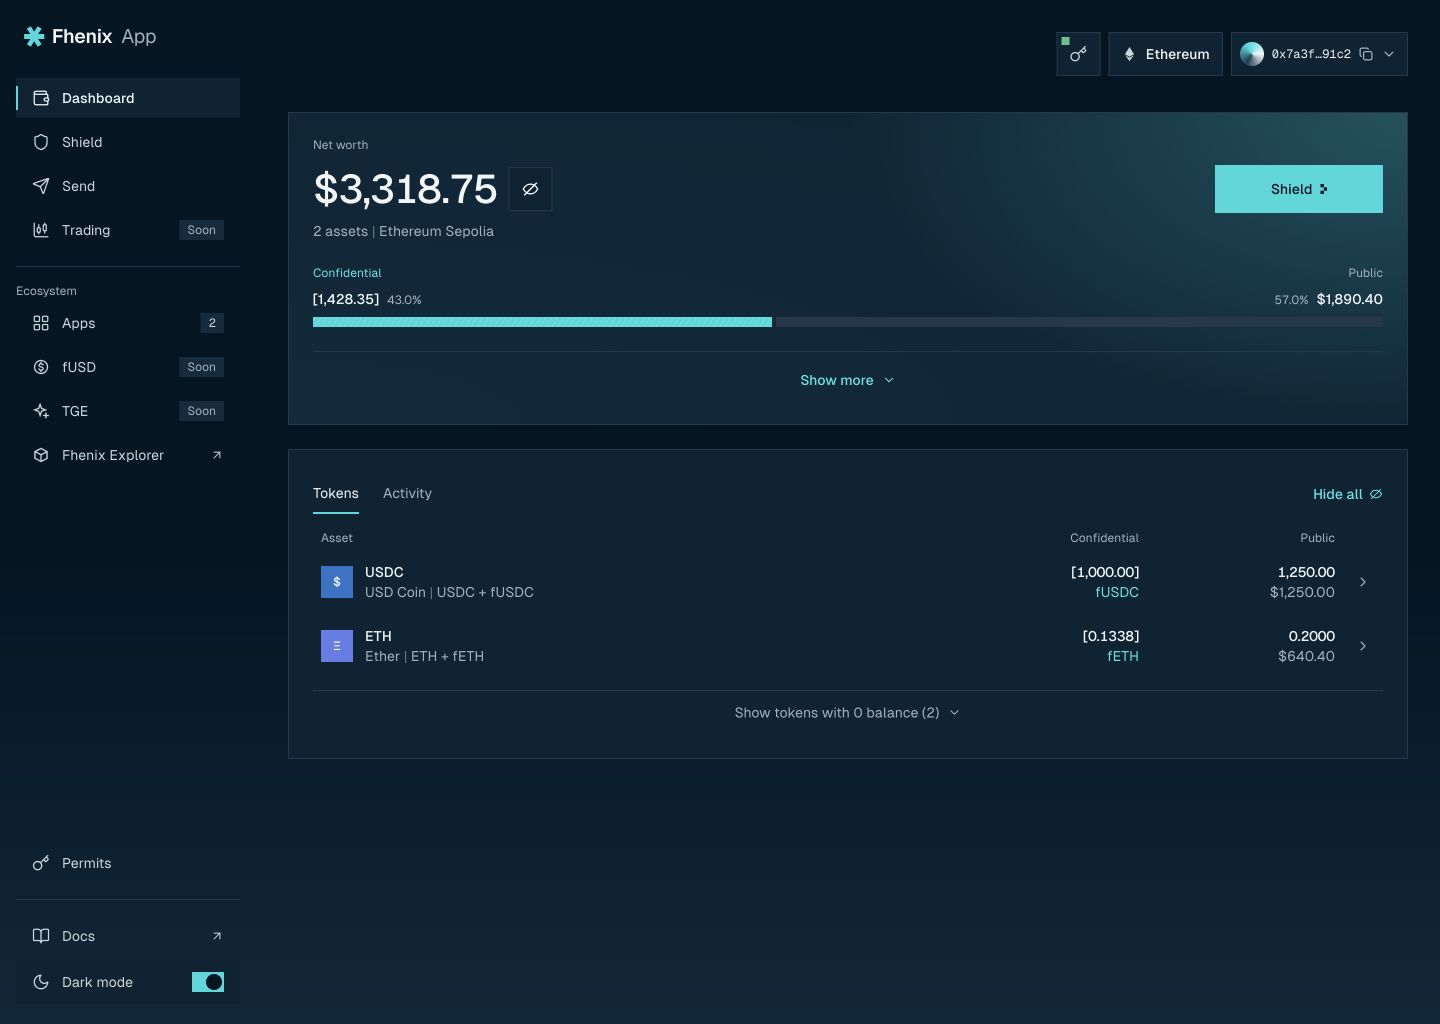 Fhenix App
Dashboard
Shield
Send
Trading Soon
Ecosystem
Apps 2
fUSD Soon
TGE Soon
Fhenix Explorer
Permits
Docs
Dark mode
Ethereum
0x7a3f…91c2
Net worth
$3,318.75
Shield
2 assets | Ethereum Sepolia
Confidential Public
[1,428.35] 43.0% 57.0% $1,890.40
Show more
Tokens Activity Hide all
Asset Confidential Public
$ USDC [1,000.00] 1,250.00
USD Coin | USDC + fUSDC fUSDC $1,250.00
Ξ ETH [0.1338] 0.2000
Ether | ETH + fETH fETH $640.40
Show tokens with 0 balance (2)